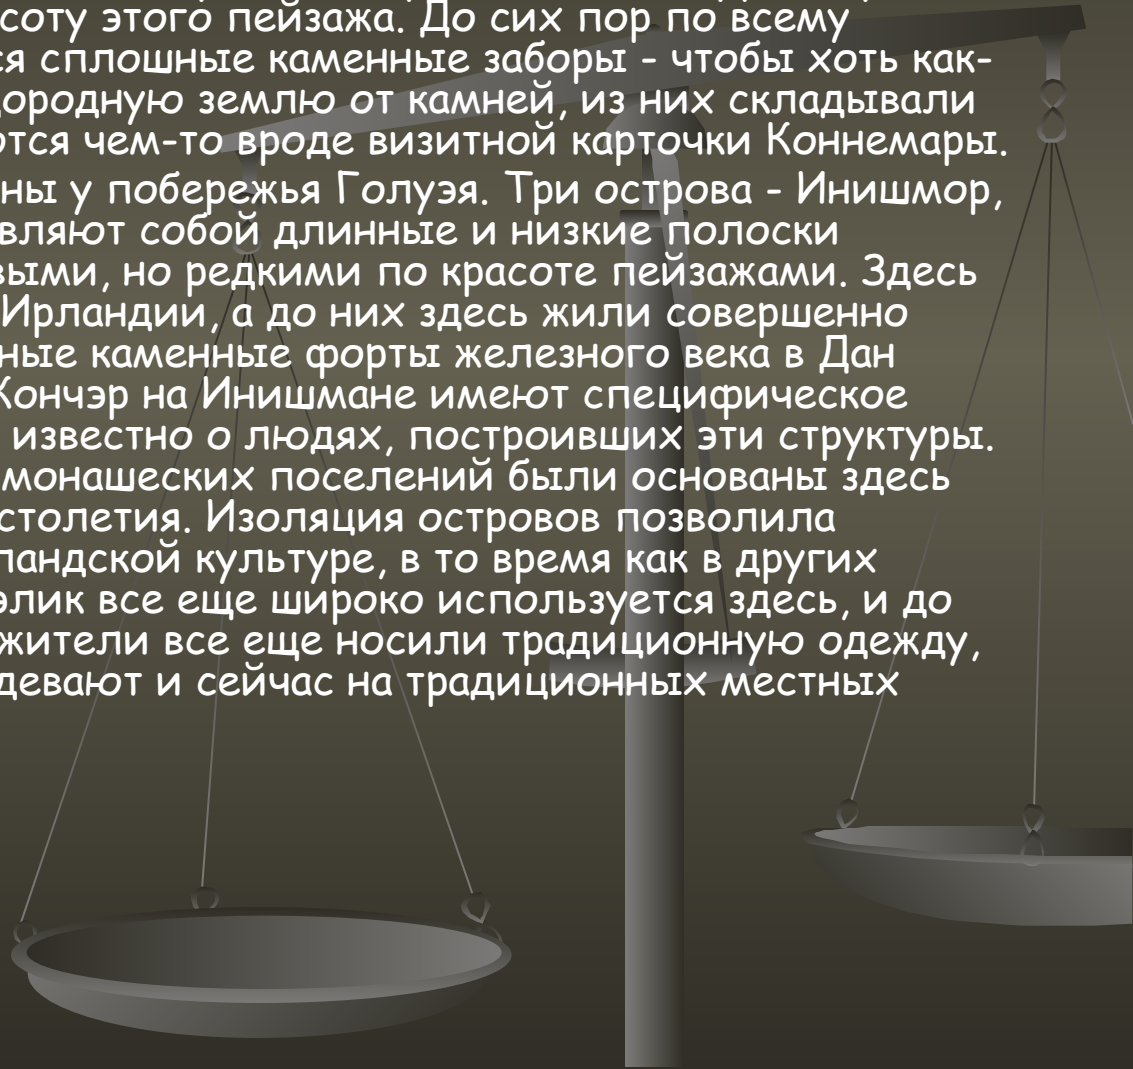 соту этого пейзажа. До сих пор по всему
ся сплошные каменные заборы - чтобы хоть как-
дородную землю от камней, из них складывали
ются чем-то вроде визитной карточки Коннемары.
ны у побережья Голуэя. Три острова - Инишмор,
вляют собой длинные и низкие полоски
выми, но редкими по красоте пейзажами. Здесь
Ирландии, а до них здесь жили совершенно
ные каменные форты железного века в Дан
Кончэр на Инишмане имеют специфическое
известно о людях, построивших эти структуры.
монашеских поселений были основаны здесь
столетия. Изоляция островов позволила
ландской культуре, в то время как в других
элик все еще широко используется здесь, и до
жители все еще носили традиционную одежду,
девают и сейчас на традиционных местных